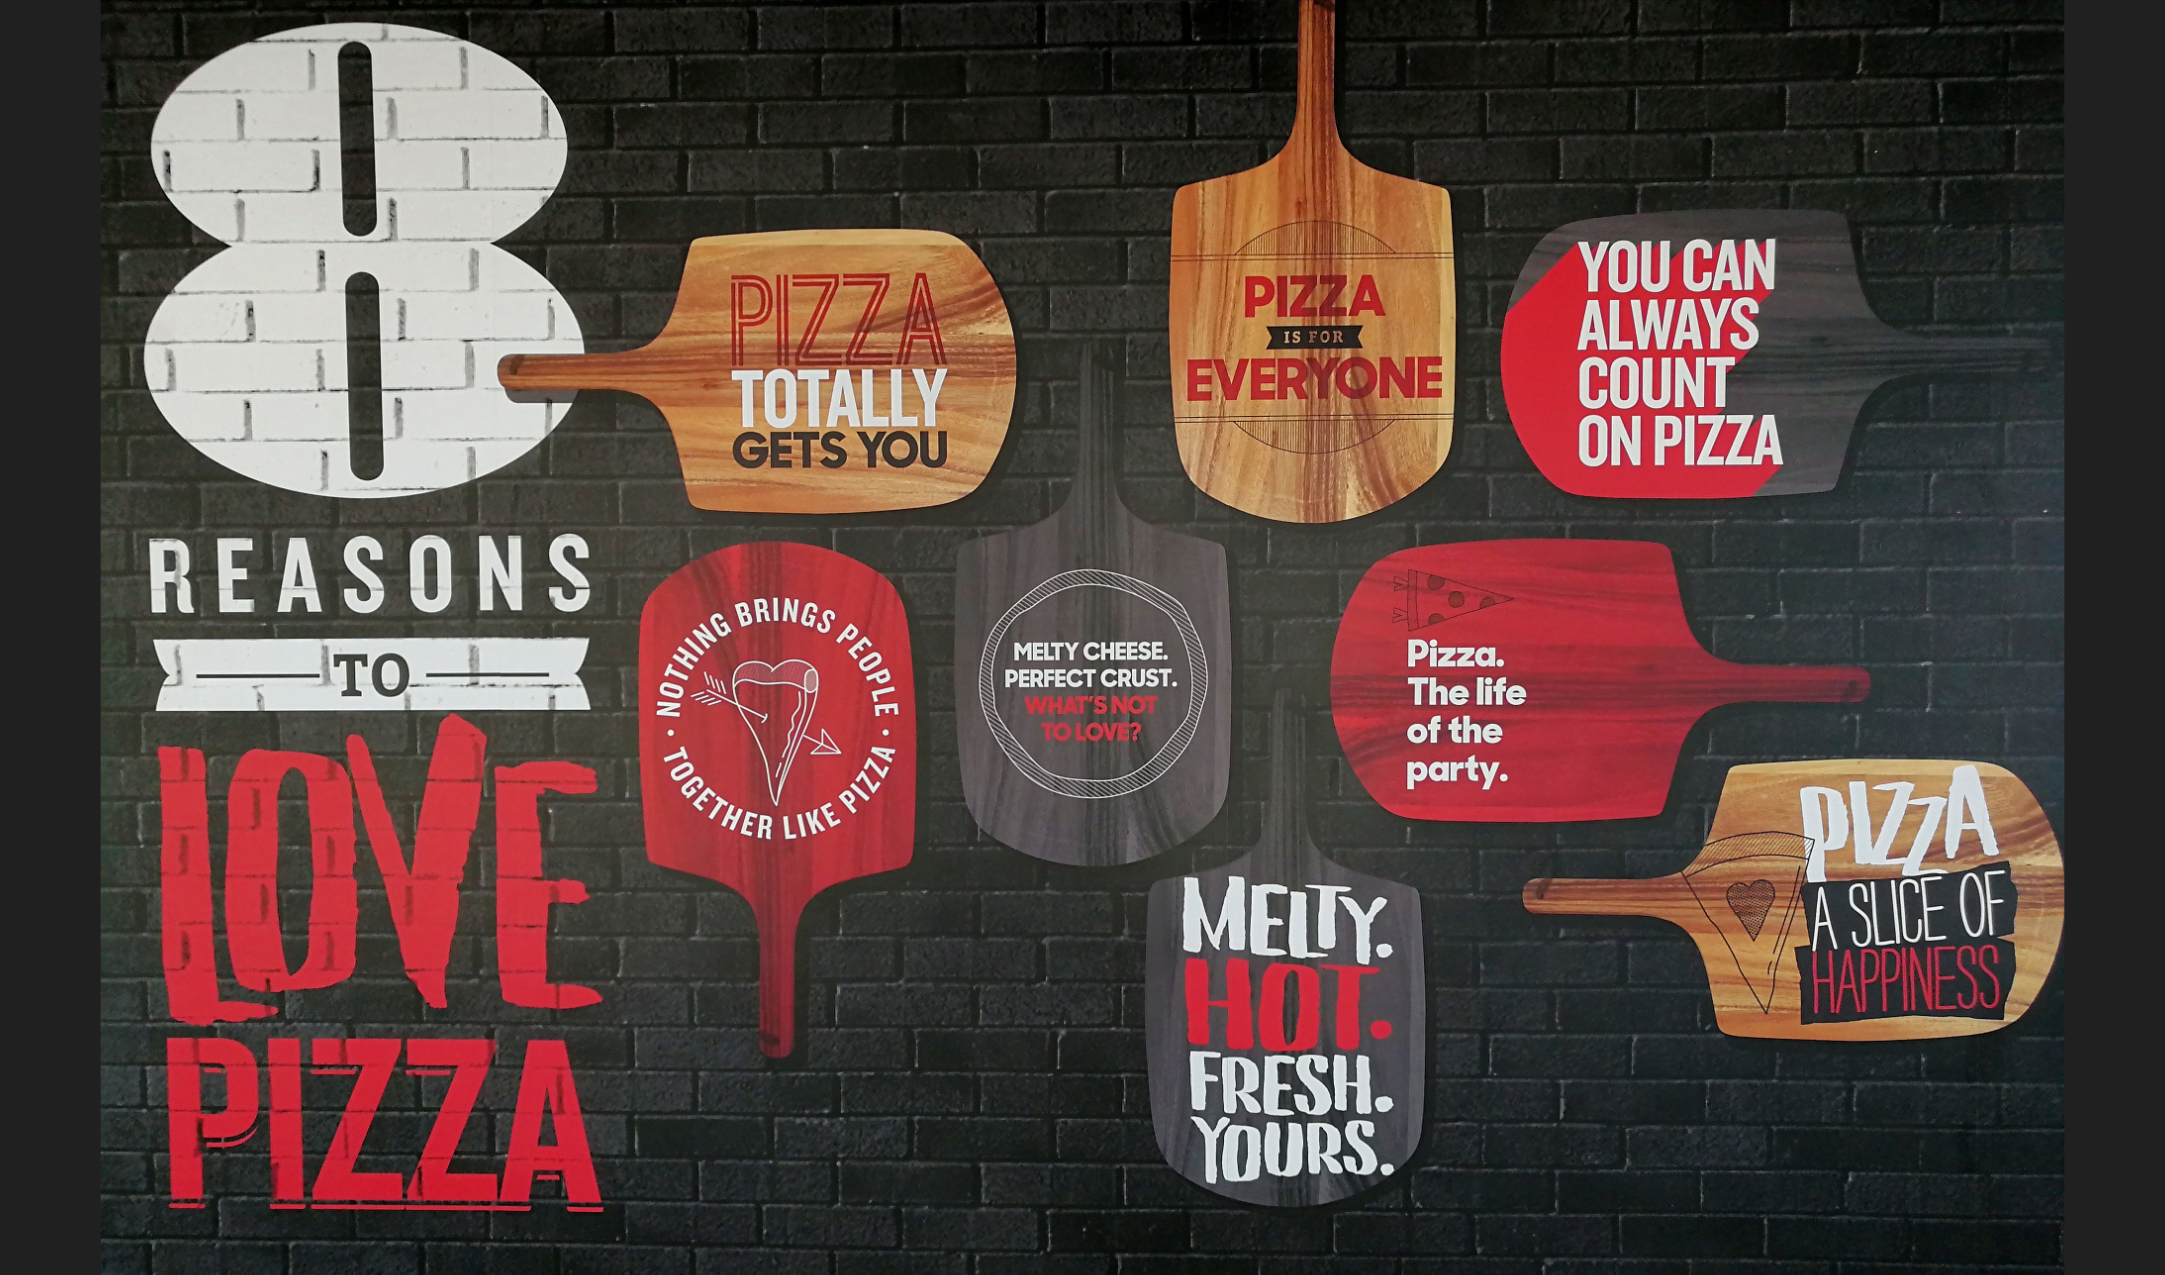 8
REASONS
TO
LOVE
PIZZA
PIZZA
TOTALLY
GETS YOU
PIZZA
IS FOR
EVERYONE
YOU CAN
ALWAYS
COUNT
ON PIZZA
NOTHING BRINGS PEOPLE
• TOGETHER LIKE PIZZA •
MELTY CHEESE.
PERFECT CRUST.
WHAT'S NOT
TO LOVE?
Pizza.
The life
of the
party.
MELTY.
HOT.
FRESH.
YOURS.
PIZZA
A SLICE OF
HAPPINESS